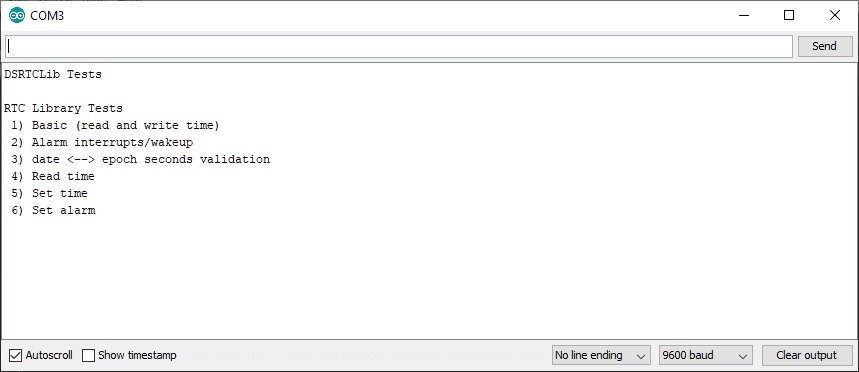 COM3
Send
DSRTCLib Tests
RTC Library Tests
1) Basic (read and write time)
2) Alarm interrupts/wakeup
3) date <--> epoch seconds validation
4) Read time
5) Set time
6) Set alarm
Autoscroll Show timestamp No line ending 9600 baud Clear output